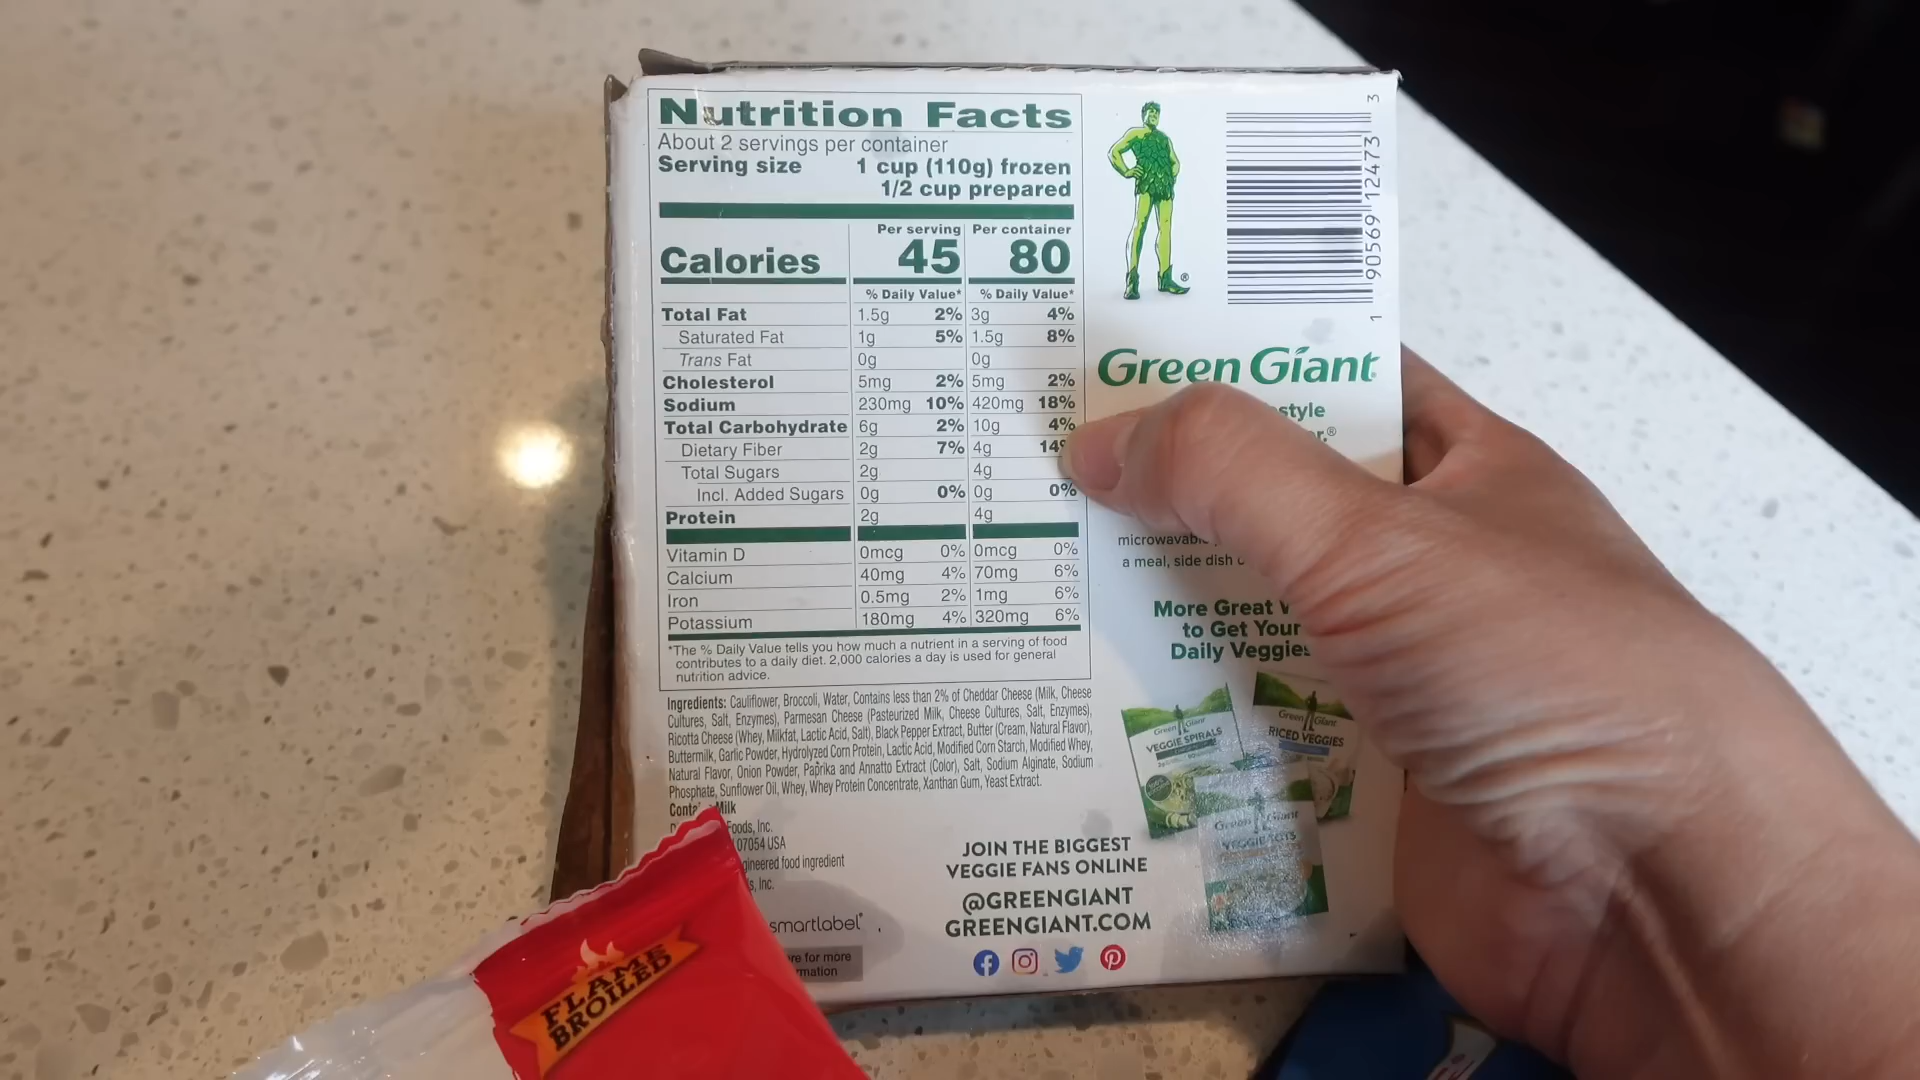 Nutrition Facts
About 2 servings per container
Serving size 1 cup (110g) frozen
1/2 cup prepared
Per serving Per container
Calories 45 80
% Daily Value* % Daily Value*
Total Fat 1.5g 2% 3g 4%
Saturated Fat 1g 5% 1.5g 8%
Trans Fat 0g 0g
Cholesterol 5mg 2% 5mg 2%
Sodium 230mg 10% 420mg 18%
Total Carbohydrate 6g 2% 10g 4%
Dietary Fiber 2g 7% 4g 14%
Total Sugars 2g 4g
Incl. Added Sugars 0g 0% 0g 0%
Protein 2g 4g
Vitamin D 0mcg 0% 0mcg 0%
Calcium 40mg 4% 70mg 6%
Iron 0.5mg 2% 1mg 6%
Potassium 180mg 4% 320mg 6%
*The % Daily Value tells you how much a nutrient in a serving of food
contributes to a daily diet. 2,000 calories a day is used for general
nutrition advice.
Ingredients: Cauliflower, Broccoli, Water, Contains less than 2% of Cheddar Cheese (Milk, Cheese
Cultures, Salt, Enzymes), Parmesan Cheese (Pasteurized Milk, Cheese Cultures, Salt, Enzymes),
Ricotta Cheese (Whey, Milkfat, Lactic Acid, Salt), Black Pepper Extract, Butter (Cream, Natural Flavor),
Buttermilk, Garlic Powder, Hydrolyzed Corn Protein, Lactic Acid, Modified Corn Starch, Modified Whey,
Natural Flavor, Onion Powder, Paprika and Annatto Extract (Color), Salt, Sodium Alginate, Sodium
Phosphate, Sunflower Oil, Whey, Whey Protein Concentrate, Xanthan Gum, Yeast Extract.
Milk
Foods, Inc.
07054 USA
food ingredient
Inc.
smartlabel
for more
1 90569 12473 3
Green Giant
a meal, side dish
More Great
to Get Your
Daily Veggies
Green Giant
VEGGIE SPIRALS
Green Giant
RICED VEGGIES
Green Giant
VEGGIE TOTS
JOIN THE BIGGEST
VEGGIE FANS ONLINE
@GREENGIANT
GREENGIANT.COM
FLAME
BROILED